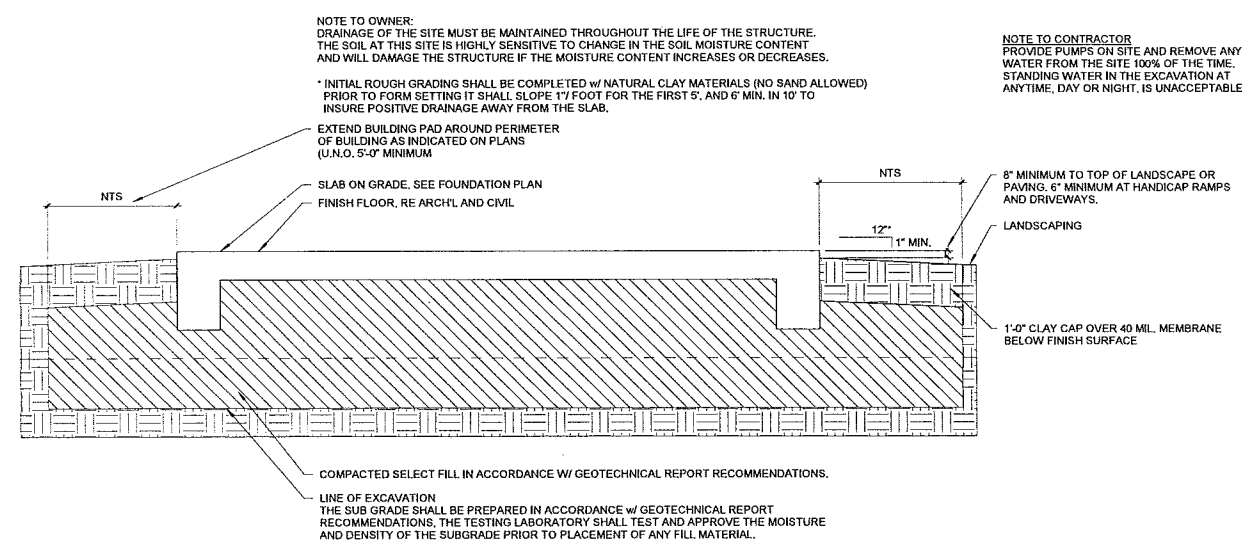 NOTE TO OWNER:
DRAINAGE OF THE SITE MUST BE MAINTAINED THROUGHOUT THE LIFE OF THE STRUCTURE.
THE SOIL AT THIS SITE IS HIGHLY SENSITIVE TO CHANGE IN THE SOIL MOISTURE CONTENT
AND WILL DAMAGE THE STRUCTURE IF THE MOISTURE CONTENT INCREASES OR DECREASES.
* INITIAL ROUGH GRADING SHALL BE COMPLETED w/ NATURAL CLAY MATERIALS (NO SAND ALLOWED)
PRIOR TO FORM SETTING IT SHALL SLOPE 1"/ FOOT FOR THE FIRST 5', AND 6' MIN. IN 10' TO
INSURE POSITIVE DRAINAGE AWAY FROM THE SLAB.
NOTE TO CONTRACTOR
PROVIDE PUMPS ON SITE AND REMOVE ANY
WATER FROM THE SITE 100% OF THE TIME.
STANDING WATER IN THE EXCAVATION AT
ANYTIME, DAY OR NIGHT, IS UNACCEPTABLE
EXTEND BUILDING PAD AROUND PERIMETER
OF BUILDING AS INDICATED ON PLANS
(U.N.O. 5'-0" MINIMUM
NTS
SLAB ON GRADE, SEE FOUNDATION PLAN
FINISH FLOOR, RE ARCH'L AND CIVIL
NTS
8" MINIMUM TO TOP OF LANDSCAPE OR
PAVING. 6" MINIMUM AT HANDICAP RAMPS
AND DRIVEWAYS.
LANDSCAPING
12"*
1" MIN.
1'-0" CLAY CAP OVER 40 MIL. MEMBRANE
BELOW FINISH SURFACE
COMPACTED SELECT FILL IN ACCORDANCE W/ GEOTECHNICAL REPORT RECOMMENDATIONS.
LINE OF EXCAVATION
THE SUB GRADE SHALL BE PREPARED IN ACCORDANCE w/ GEOTECHNICAL REPORT
RECOMMENDATIONS, THE TESTING LABORATORY SHALL TEST AND APPROVE THE MOISTURE
AND DENSITY OF THE SUBGRADE PRIOR TO PLACEMENT OF ANY FILL MATERIAL.